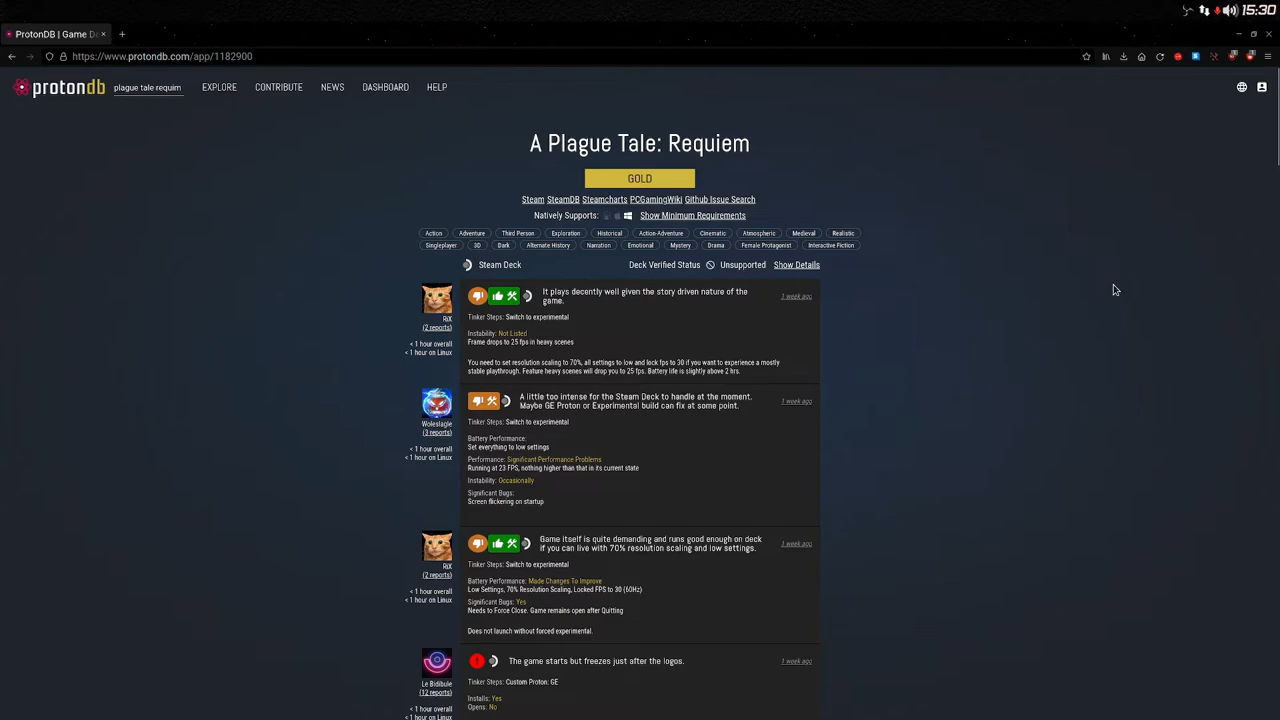 15:30
ProtonDB | Game De
https://www.protondb.com/app/1182900
protondb
plague tale requim
EXPLORE
CONTRIBUTE
NEWS
DASHBOARD
HELP
A Plague Tale: Requiem
GOLD
Steam SteamDB Steamcharts PCGamingWiki Github Issue Search
Natively Supports: Show Minimum Requirements
Action Adventure Third Person Exploration Historical Action-Adventure Cinematic Atmospheric Medieval Realistic
Singleplayer 3D Dark Alternate History Narration Emotional Mystery Drama Female Protagonist Interactive Fiction
Steam Deck Deck Verified Status Unsupported Show Details
RiX
(2 reports)
< 1 hour overall
< 1 hour on Linux
It plays decently well given the story driven nature of the
game.
1 week ago
Tinker Steps: Switch to experimental
Instability: Not Listed
Frame drops to 25 fps in heavy scenes
You need to set resolution scaling to 70%, all settings to low and lock fps to 30 if you want to experience a mostly
stable playthrough. Feature heavy scenes will drop you to 25 fps. Battery life is slightly above 2 hrs.
Woleslagle
(3 reports)
< 1 hour overall
< 1 hour on Linux
A little too intense for the Steam Deck to handle at the moment.
Maybe GE Proton or Experimental build can fix at some point.
1 week ago
Tinker Steps: Switch to experimental
Battery Performance:
Set everything to low settings
Performance: Significant Performance Problems
Running at 23 FPS, nothing higher than that in its current state
Instability: Occasionally
Significant Bugs:
Screen flickering on startup
RiX
(2 reports)
< 1 hour overall
< 1 hour on Linux
Game itself is quite demanding and runs good enough on deck
if you can live with 70% resolution scaling and low settings.
1 week ago
Tinker Steps: Switch to experimental
Battery Performance: Made Changes To Improve
Low Settings, 70% Resolution Scaling, Locked FPS to 30 (60Hz)
Significant Bugs: Yes
Needs to Force Close. Game remains open after Quitting
Does not launch without forced experimental.
Le Bidibule
(12 reports)
< 1 hour overall
< 1 hour on Linux
The game starts but freezes just after the logos.
1 week ago
Tinker Steps: Custom Proton: GE
Installs: Yes
Opens: No